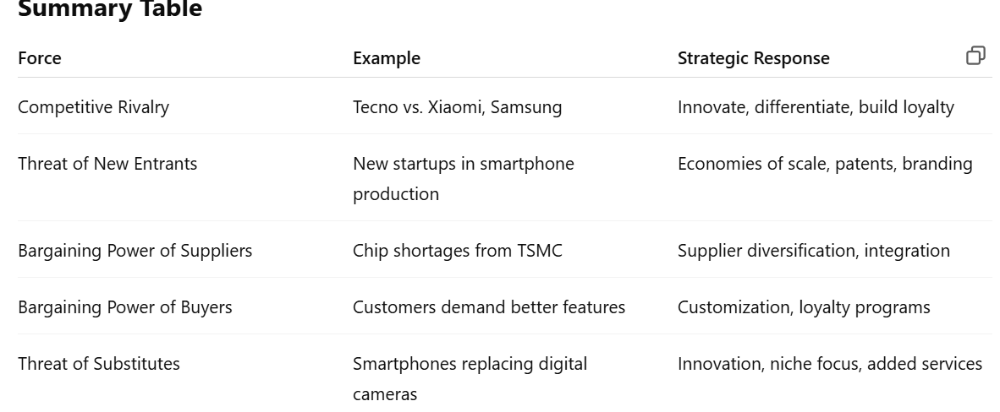 Summary Table
Force Example Strategic Response
Competitive Rivalry Tecno vs. Xiaomi, Samsung Innovate, differentiate, build loyalty
Threat of New Entrants New startups in smartphone Economies of scale, patents, branding
production
Bargaining Power of Suppliers Chip shortages from TSMC Supplier diversification, integration
Bargaining Power of Buyers Customers demand better features Customization, loyalty programs
Threat of Substitutes Smartphones replacing digital Innovation, niche focus, added services
cameras